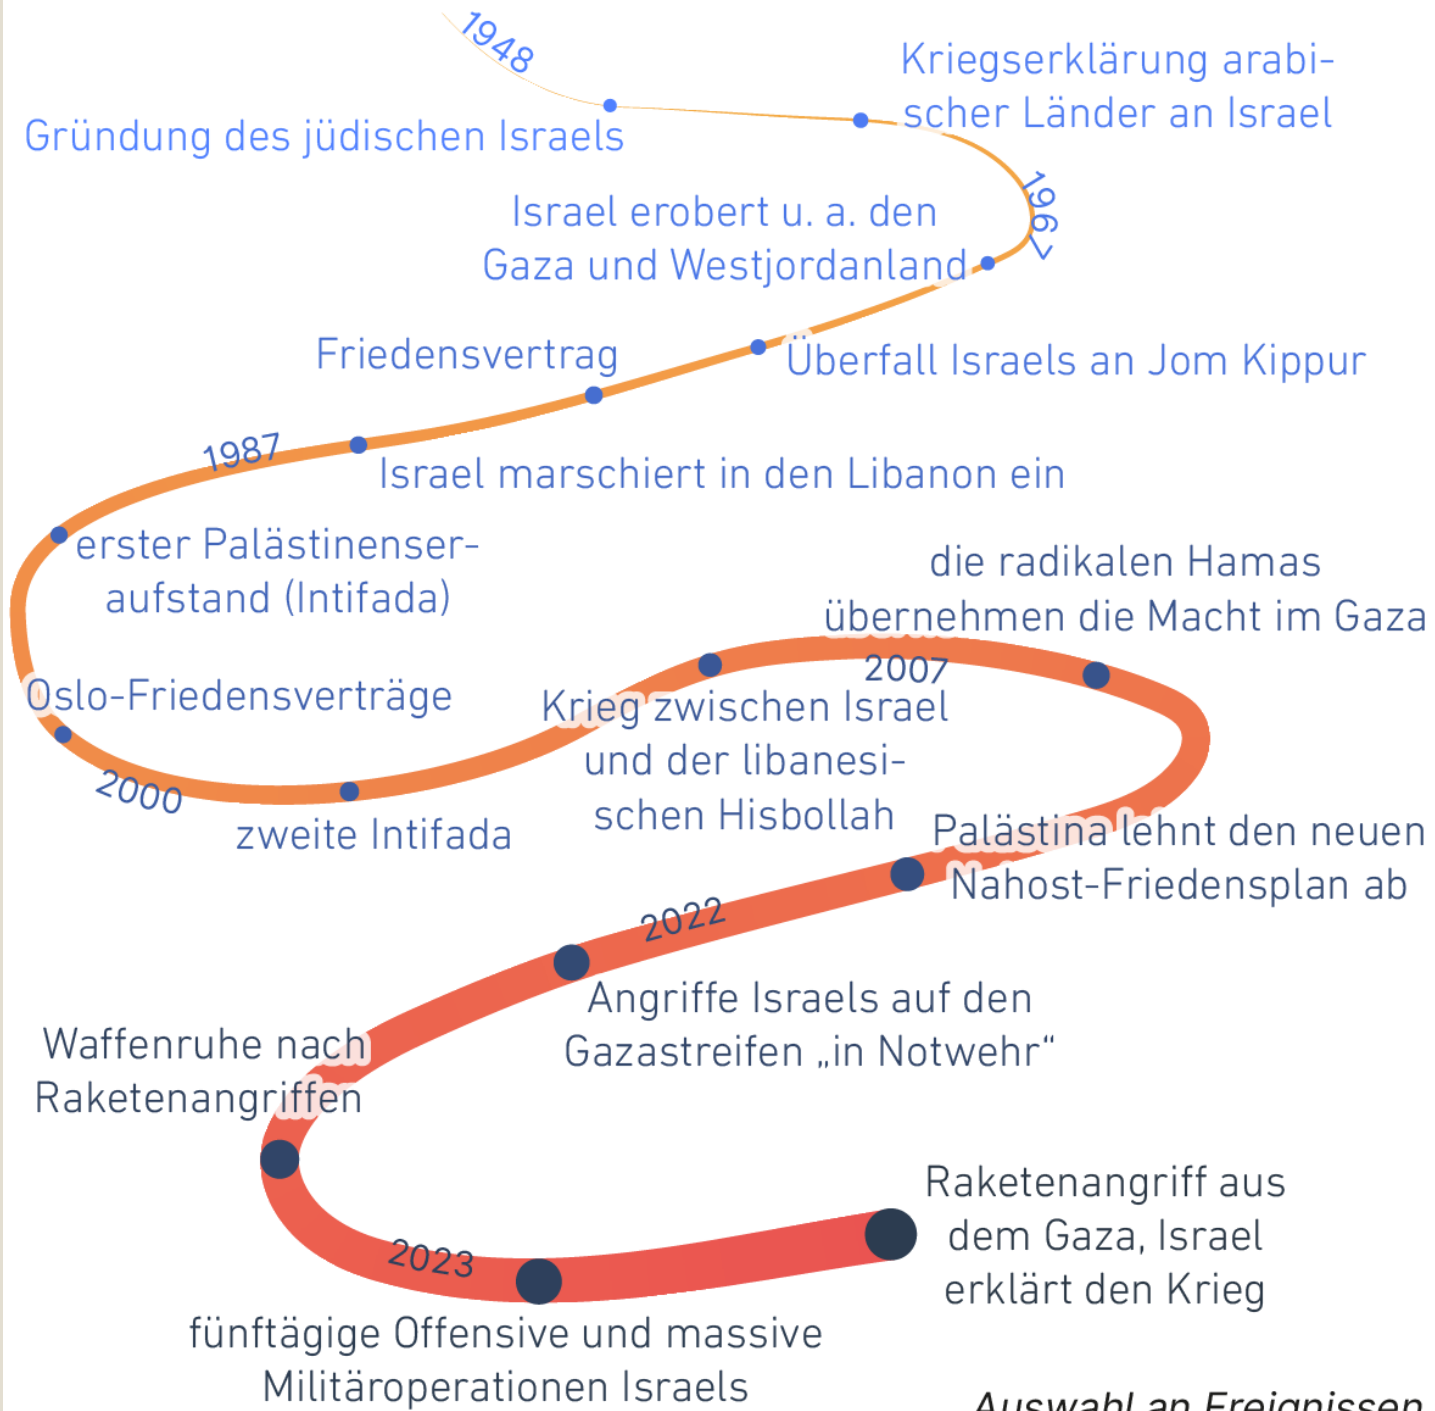 1948
Gründung des jüdischen Israels
Kriegserklärung arabi-
scher Länder an Israel
1967
Israel erobert u. a. den
Gaza und Westjordanland
Überfall Israels an Jom Kippur
Friedensvertrag
Israel marschiert in den Libanon ein
1987
erster Palästinenser-
aufstand (Intifada)
Oslo-Friedensverträge
2000
zweite Intifada
Krieg zwischen Israel
und der libanesi-
schen Hisbollah
2007
die radikalen Hamas
übernehmen die Macht im Gaza
Palästina lehnt den neuen
Nahost-Friedensplan ab
2022
Angriffe Israels auf den
Gazastreifen „in Notwehr“
Waffenruhe nach
Raketenangriffen
2023
fünftägige Offensive und massive
Militäroperationen Israels
Raketenangriff aus
dem Gaza, Israel
erklärt den Krieg
Auswahl an Ereignissen